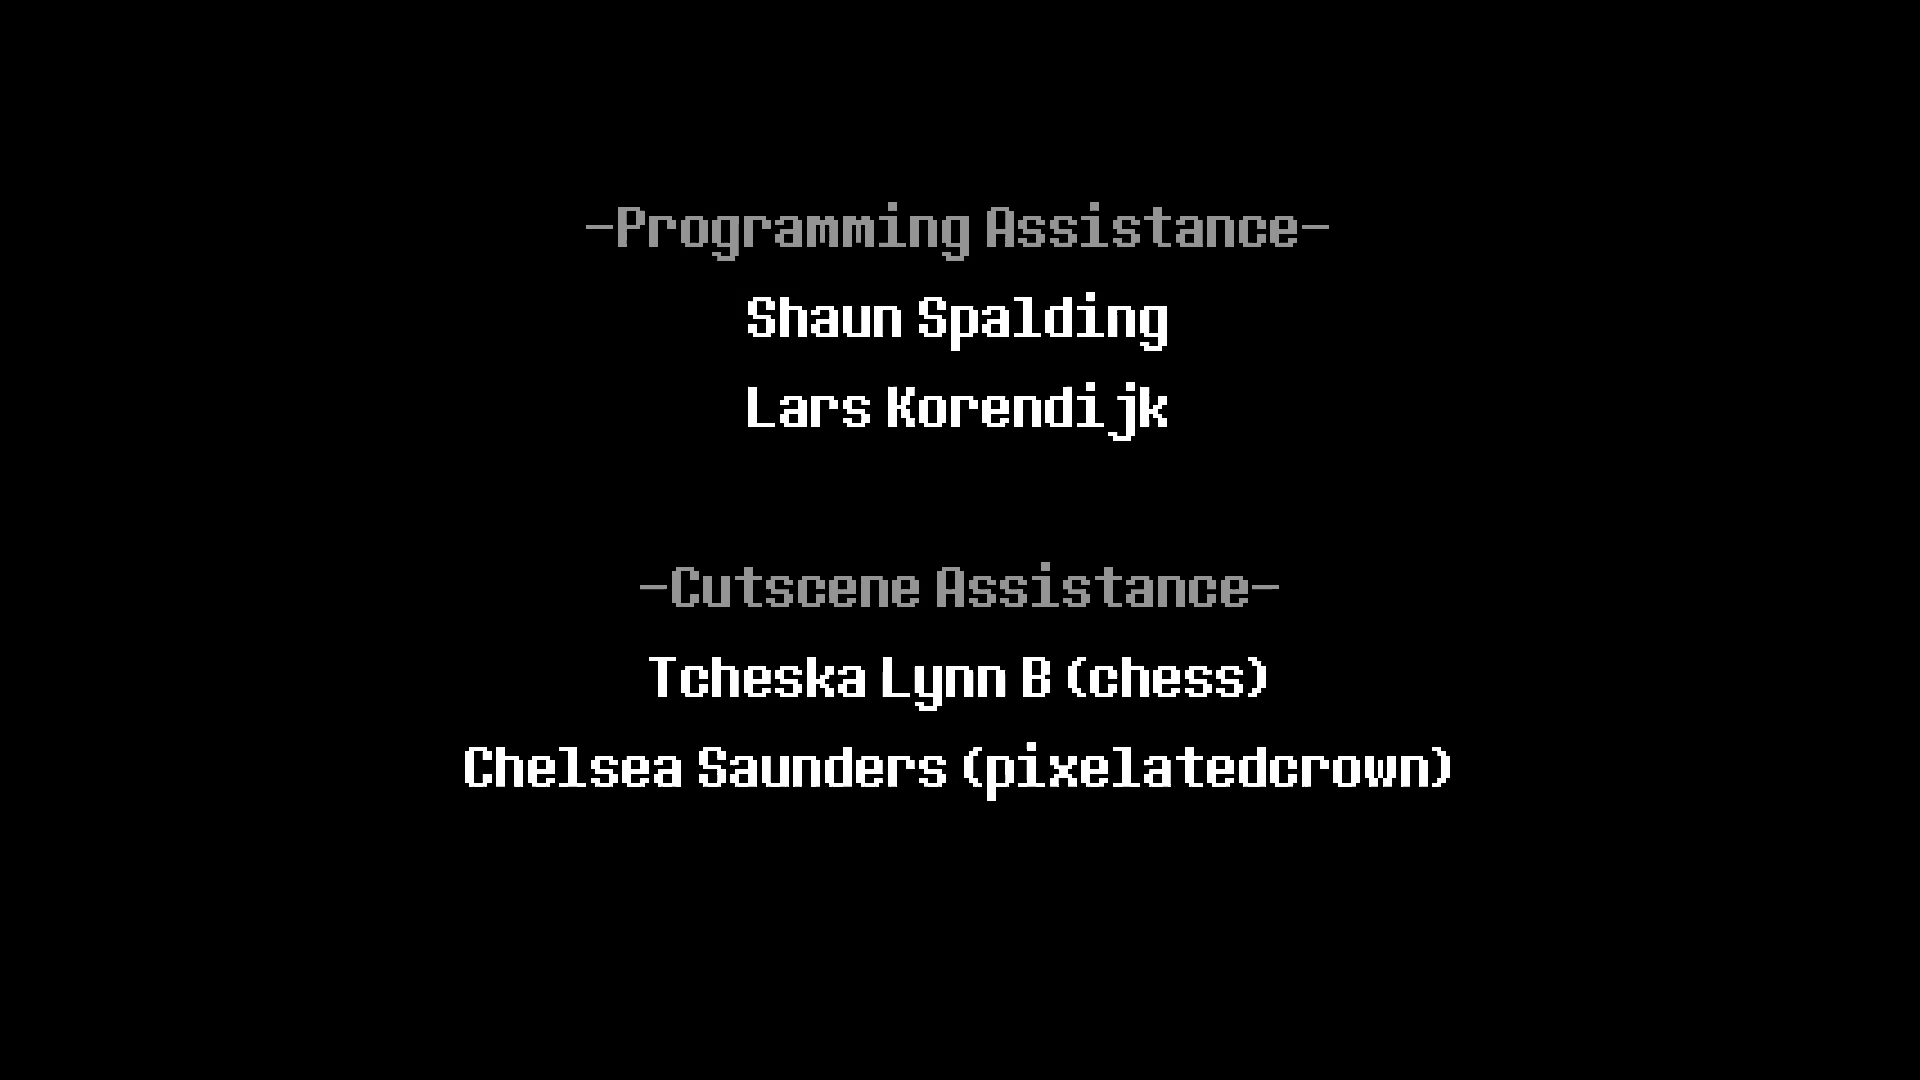 -Programming Assistance-
Shaun Spalding
Lars Korendijk
-Cutscene Assistance-
Tcheska Lynn B (chess)
Chelsea Saunders (pixelatedcrown)